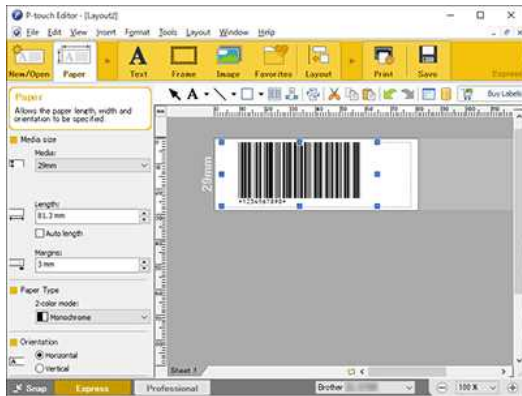 P-touch Editor - [Layout2]
File Edit View Insert Format Tools Layout Window Help
New/Open Paper Text Frame Image Favorites Layout Print Save Express
Paper
Allows the paper length, width and
orientation to be specified.
A
Buy Labels
Media size
Media:
29mm
29mm
*1234567890*
Length:
81.3 mm
Auto length
Margins:
3 mm
Paper Type
2-color mode:
Monochrome
Orientation
Horizontal
Vertical
Sheet 1
Snap Express Professional
Brother
100 %